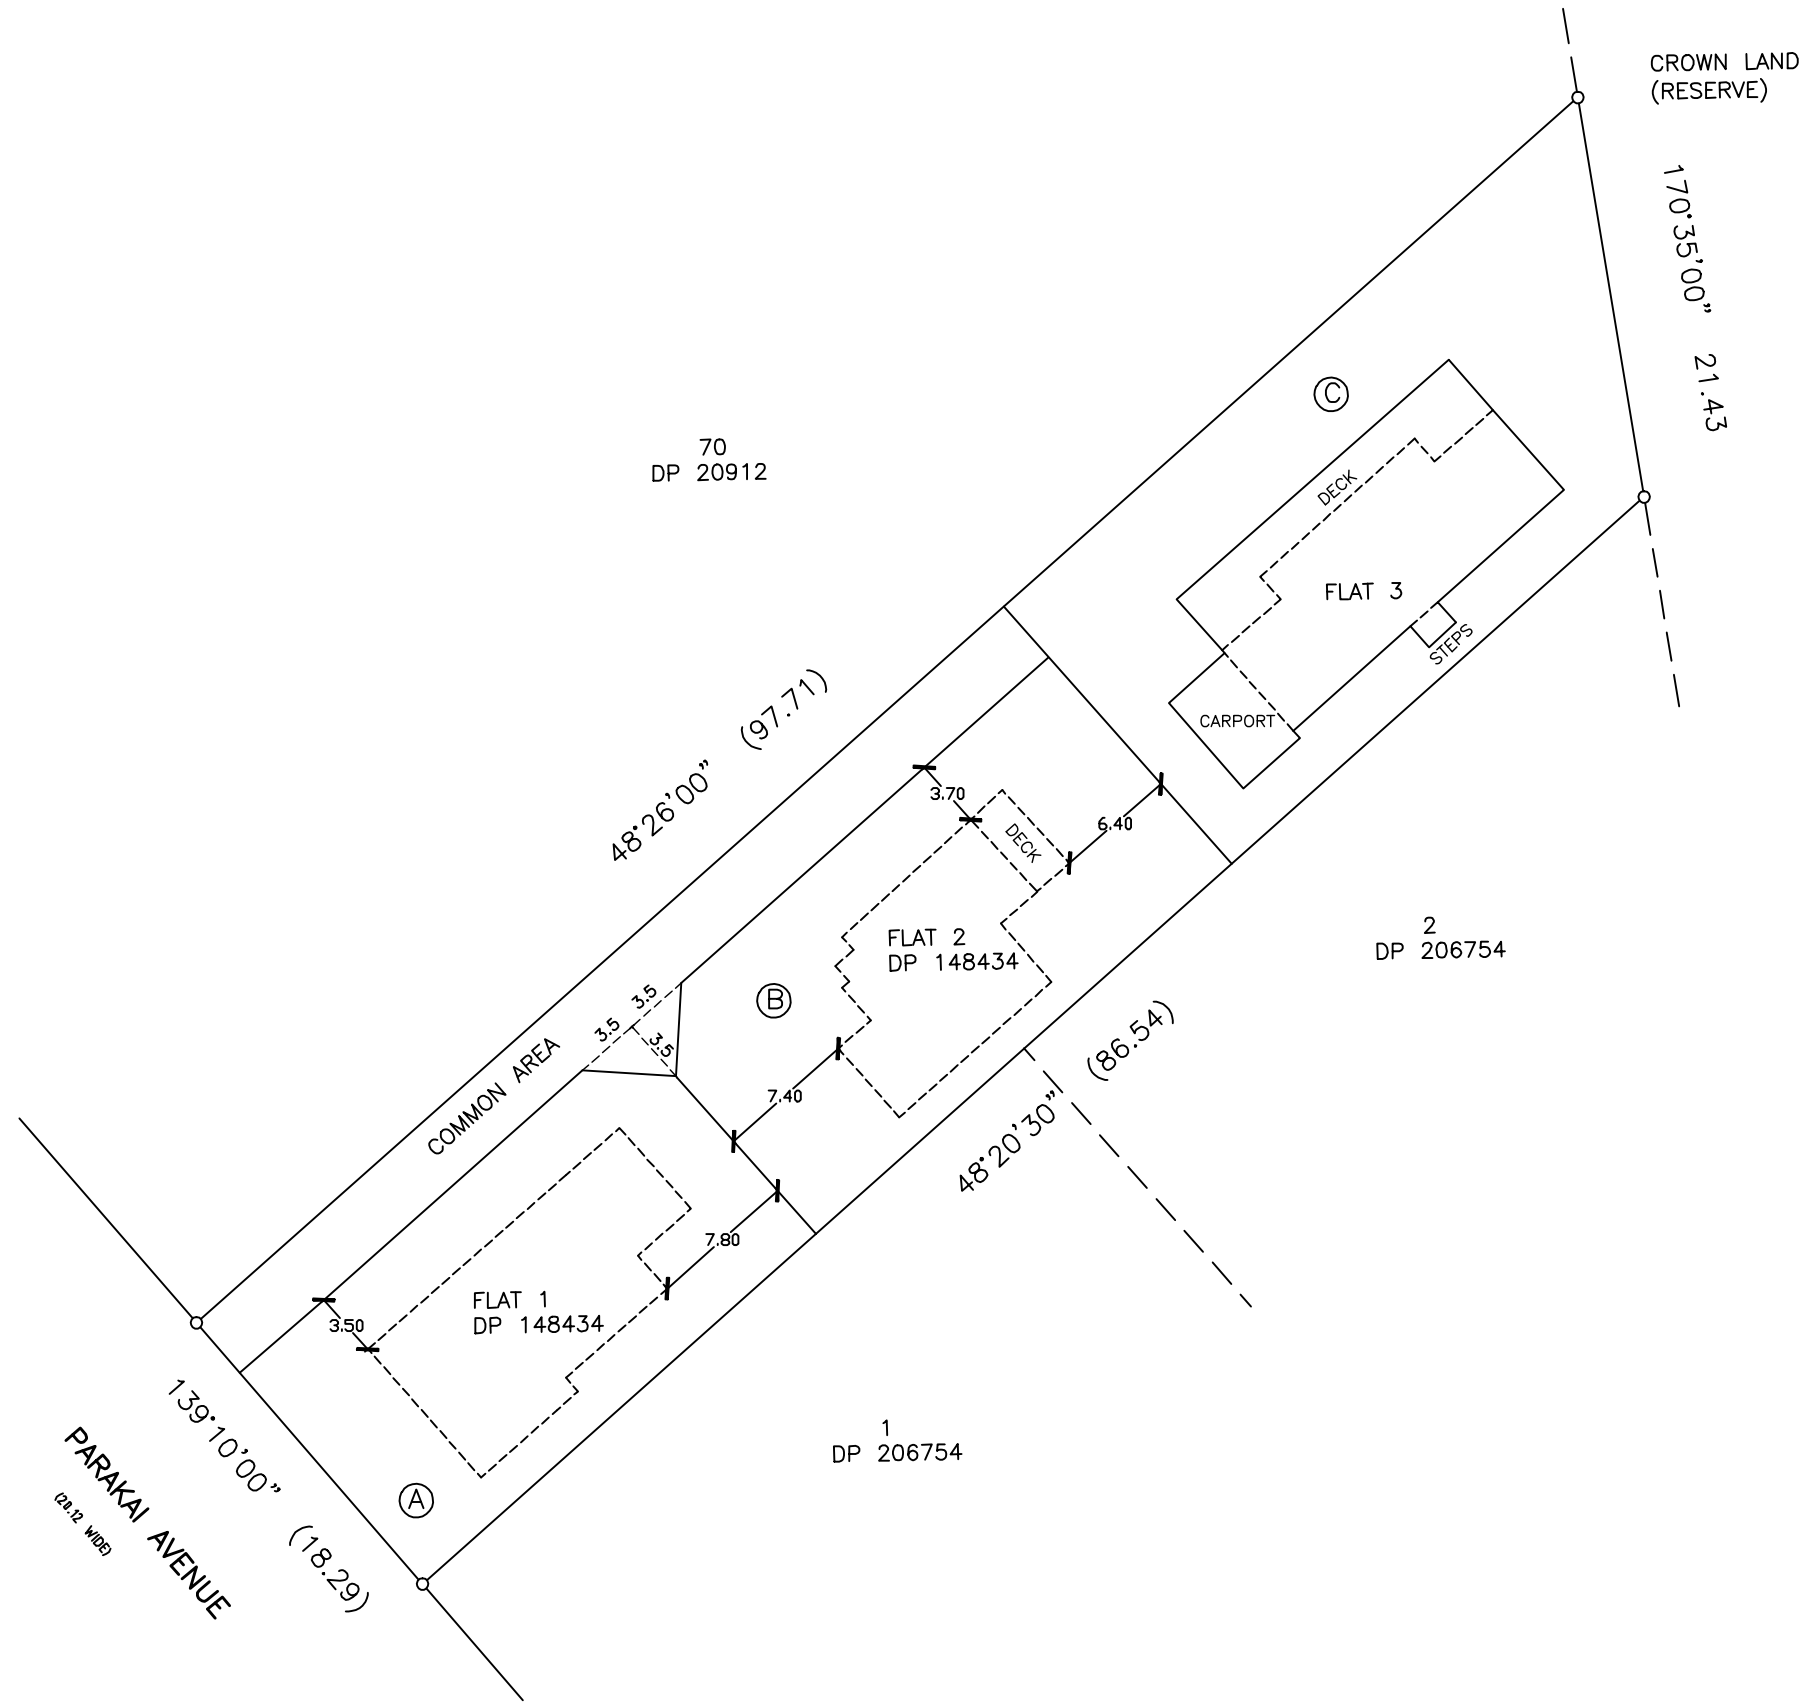 CROWN LAND
(RESERVE)
170°35'00" 21.43
C
70
DP 20912
DECK
FLAT 3
STEPS
CARPORT
48°26'00" (97.71)
3.70
6.40
DECK
FLAT 2
DP 148434
2
DP 206754
B
3.5
3.5
3.5
COMMON AREA
7.40
48°20'30" (86.54)
7.80
FLAT 1
DP 148434
3.50
139°10'00" (18.29)
1
DP 206754
A
PARAKAI AVENUE
(20.12 WIDE)